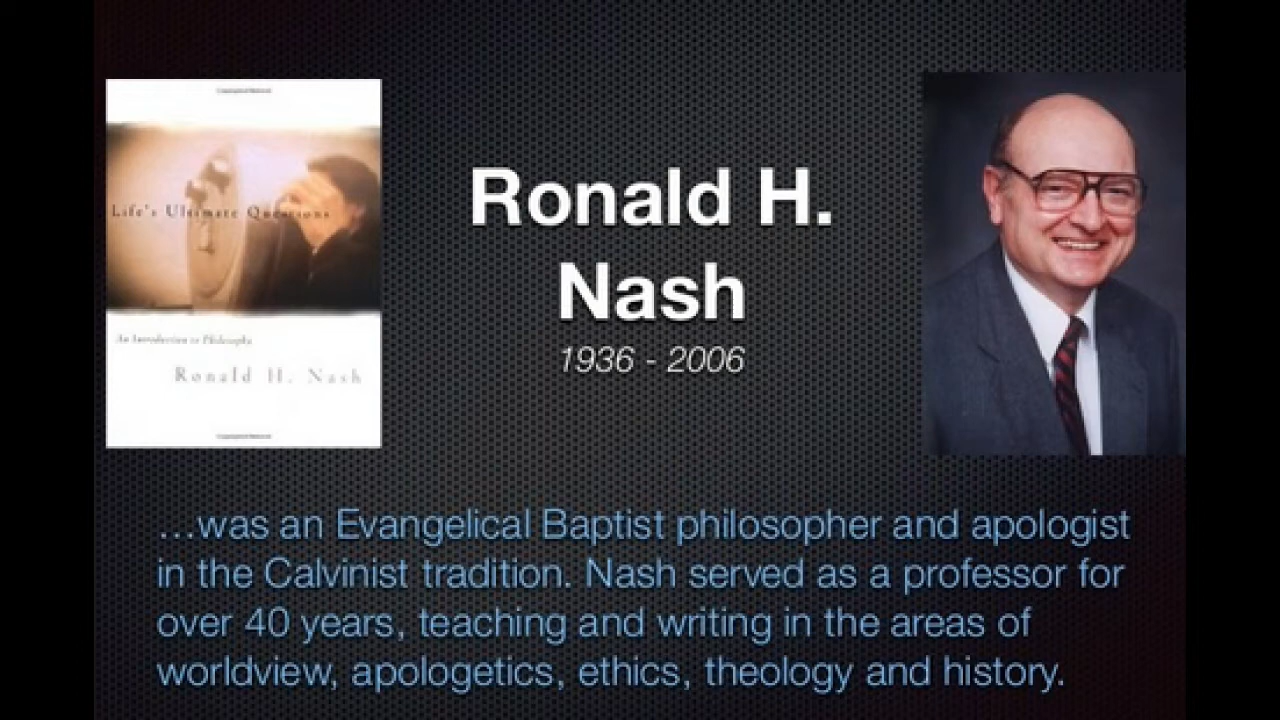 Life's Ultimate Questions
An Introduction to Philosophy
Ronald H. Nash
Ronald H.
Nash
1936 - 2006
...was an Evangelical Baptist philosopher and apologist
in the Calvinist tradition. Nash served as a professor for
over 40 years, teaching and writing in the areas of
worldview, apologetics, ethics, theology and history.